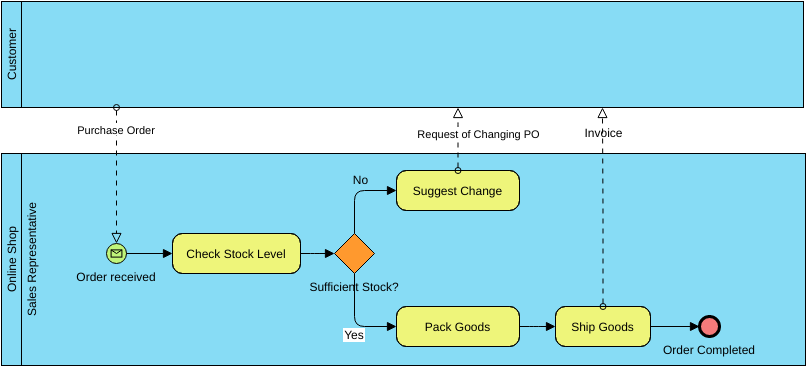 Customer
Purchase Order
Request of Changing PO
Invoice
Online Shop
Sales Representative
No
Suggest Change
Check Stock Level
Order received
Sufficient Stock?
Yes
Pack Goods
Ship Goods
Order Completed